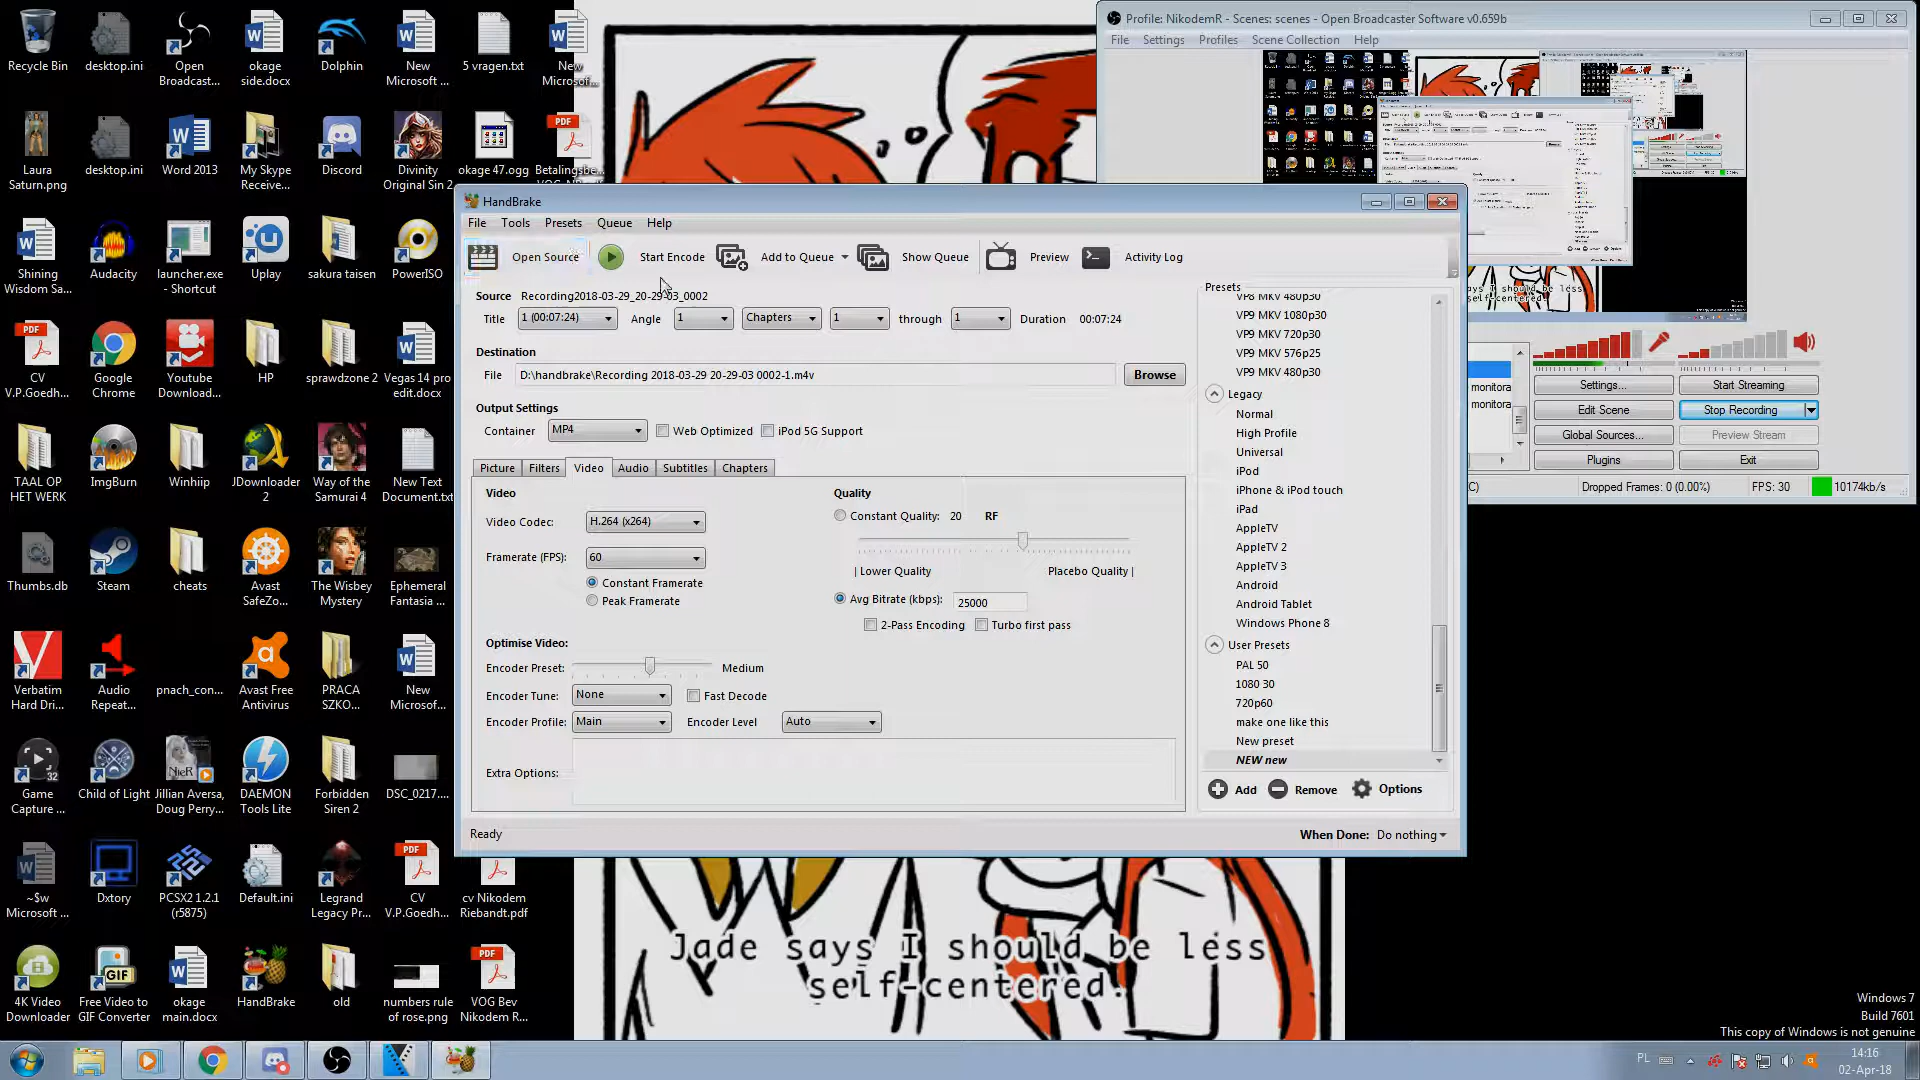 Recycle Bin
desktop.ini
Open
Broadcast...
okage
side.docx
Dolphin
New
Microsoft ...
5 vragen.txt
New
Microsoft...
Laura
Saturn.png
desktop.ini
Word 2013
My Skype
Receive...
Discord
Divinity
Original Sin 2
okage 47.ogg
Betalingsbe...
Shining
Wisdom Sa...
Audacity
launcher.exe
- Shortcut
Uplay
sakura taisen
PowerISO
CV
V.P.Goedh...
Google
Chrome
Youtube
Download...
HP
sprawdzone 2
Vegas 14 pro
edit.docx
TAAL OP
HET WERK
ImgBurn
Winhiip
JDownloader
2
Way of the
Samurai 4
New Text
Document.txt
Thumbs.db
Steam
cheats
Avast
SafeZo...
The Wisbey
Mystery
Ephemeral
Fantasia ...
Verbatim
Hard Dri...
Audio
Repeat...
pnach_con...
Avast Free
Antivirus
PRACA
SZKO...
New
Microsof...
Game
Capture ...
Child of Light
Jillian Aversa,
Doug Perry,...
DAEMON
Tools Lite
Forbidden
Siren 2
DSC_0217....
~$w
Microsoft ...
Dxtory
PCSX2 1.2.1
(r5875)
Default.ini
Legrand
Legacy Pr...
CV
V.P.Goedh...
cv Nikodem
Riebandt.pdf
4K Video
Downloader
Free Video to
GIF Converter
okage
main.docx
HandBrake
old
numbers rule
of rose.png
VOG Bev
Nikodem R...
Profile: NikodemR - Scenes: scenes - Open Broadcaster Software v0.659b
File Settings Profiles Scene Collection Help
monitora
monitora
Settings...
Start Streaming
Edit Scene
Stop Recording
Global Sources...
Preview Stream
Plugins
Exit
Dropped Frames: 0 (0.00%)
FPS: 30
10174kb/s
HandBrake
File Tools Presets Queue Help
Open Source
Start Encode
Add to Queue
Show Queue
Preview
Activity Log
Source Recording2018-03-29_20-29-03_0002
Title 1 (00:07:24) Angle 1 Chapters 1 through 1 Duration 00:07:24
Destination
File D:\handbrake\Recording 2018-03-29 20-29-03 0002-1.m4v Browse
Output Settings
Container MP4 Web Optimized iPod 5G Support
Picture Filters Video Audio Subtitles Chapters
Video
Video Codec: H.264 (x264)
Framerate (FPS): 60
Constant Framerate
Peak Framerate
Quality
Constant Quality: 20 RF
| Lower Quality Placebo Quality |
Avg Bitrate (kbps): 25000
2-Pass Encoding Turbo first pass
Optimise Video:
Encoder Preset: Medium
Encoder Tune: None Fast Decode
Encoder Profile: Main Encoder Level Auto
Extra Options:
Presets
VP8 MKV 480p30
VP9 MKV 1080p30
VP9 MKV 720p30
VP9 MKV 576p25
VP9 MKV 480p30
Legacy
Normal
High Profile
Universal
iPod
iPhone & iPod touch
iPad
AppleTV
AppleTV 2
AppleTV 3
Android
Android Tablet
Windows Phone 8
User Presets
PAL 50
1080 30
720p60
make one like this
New preset
NEW new
Add Remove Options
Ready
When Done: Do nothing
Jade says I should be less
self-centered.
Windows 7
Build 7601
This copy of Windows is not genuine
PL
14:16
02-Apr-18